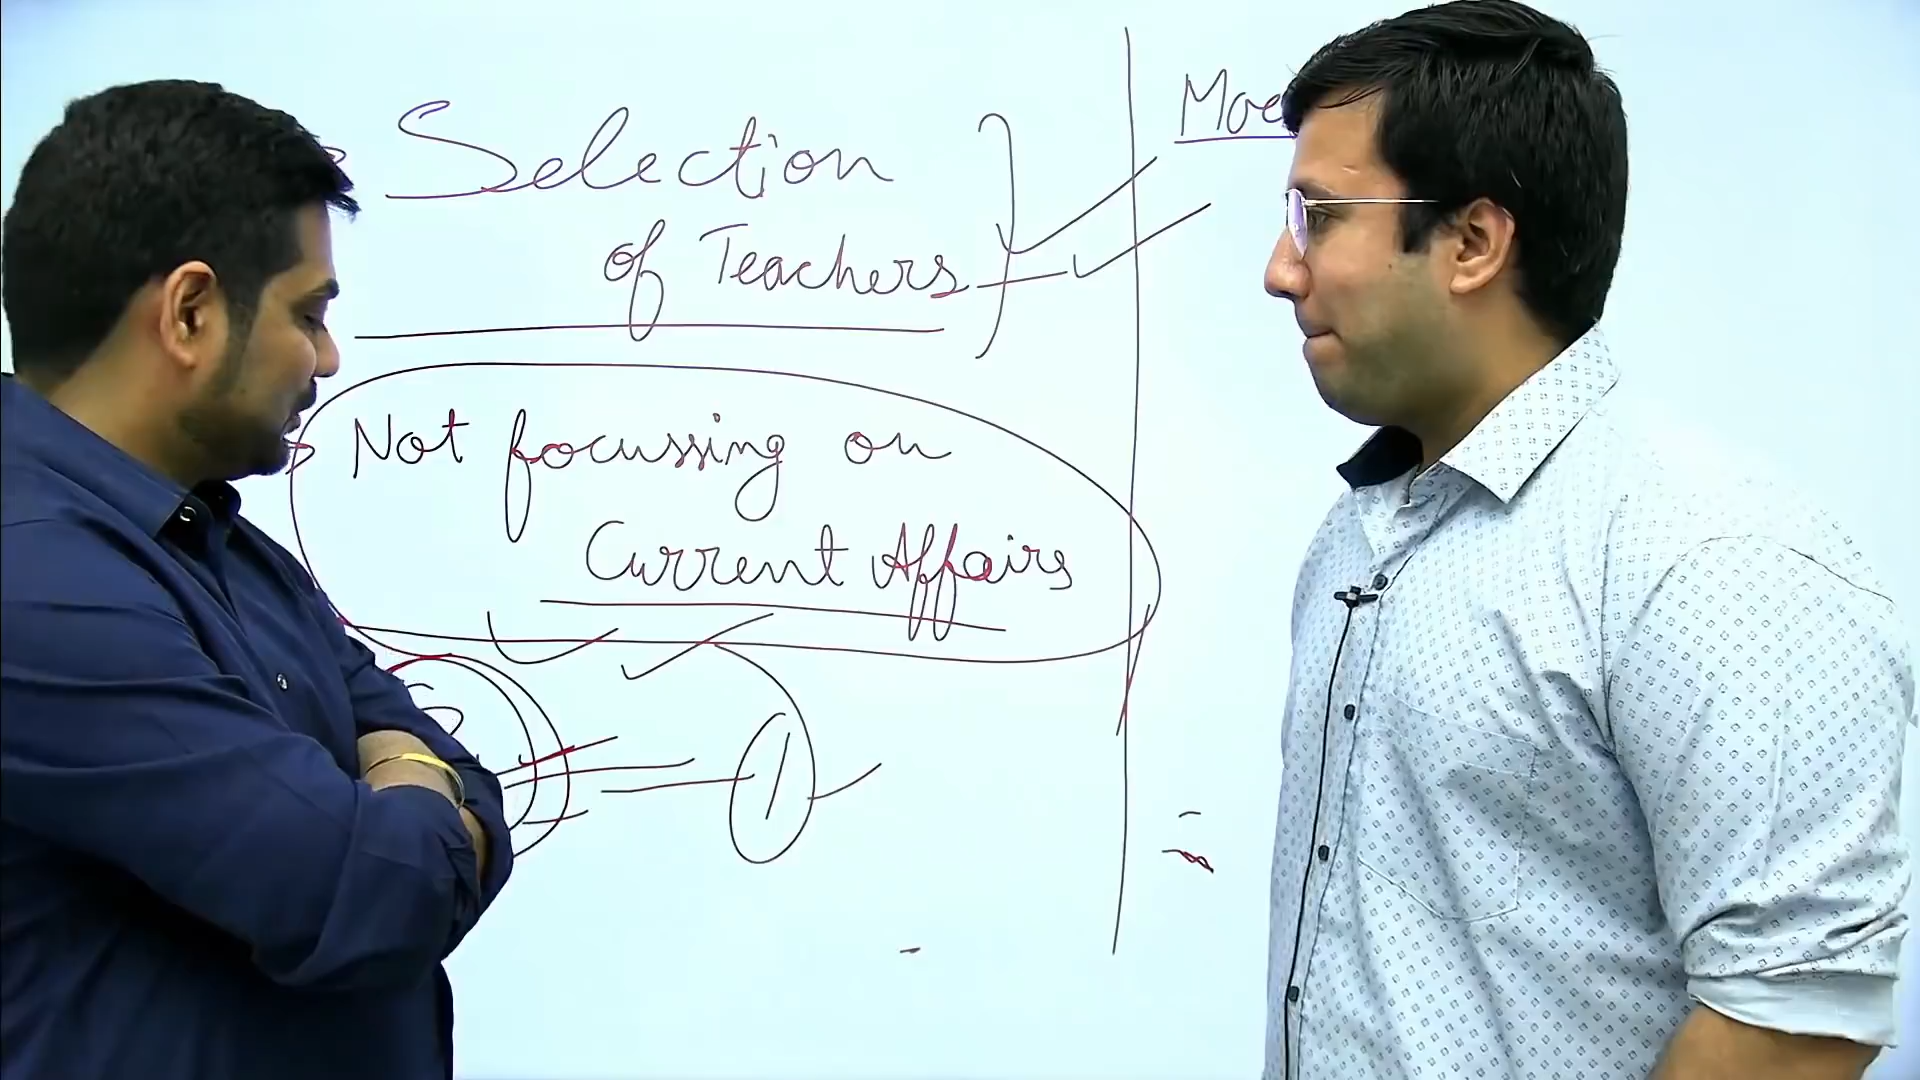 Selection
of Teachers
Not focussing on
Current Affairs
1